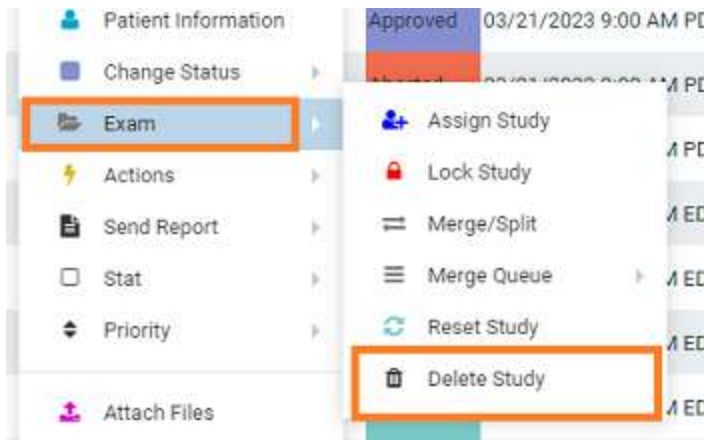 Patient Information
Approved 03/21/2023 9:00 AM PD
Change Status
Exam
Assign Study
Actions
Lock Study
Send Report
Merge/Split
Stat
Merge Queue
Priority
Reset Study
Delete Study
Attach Files